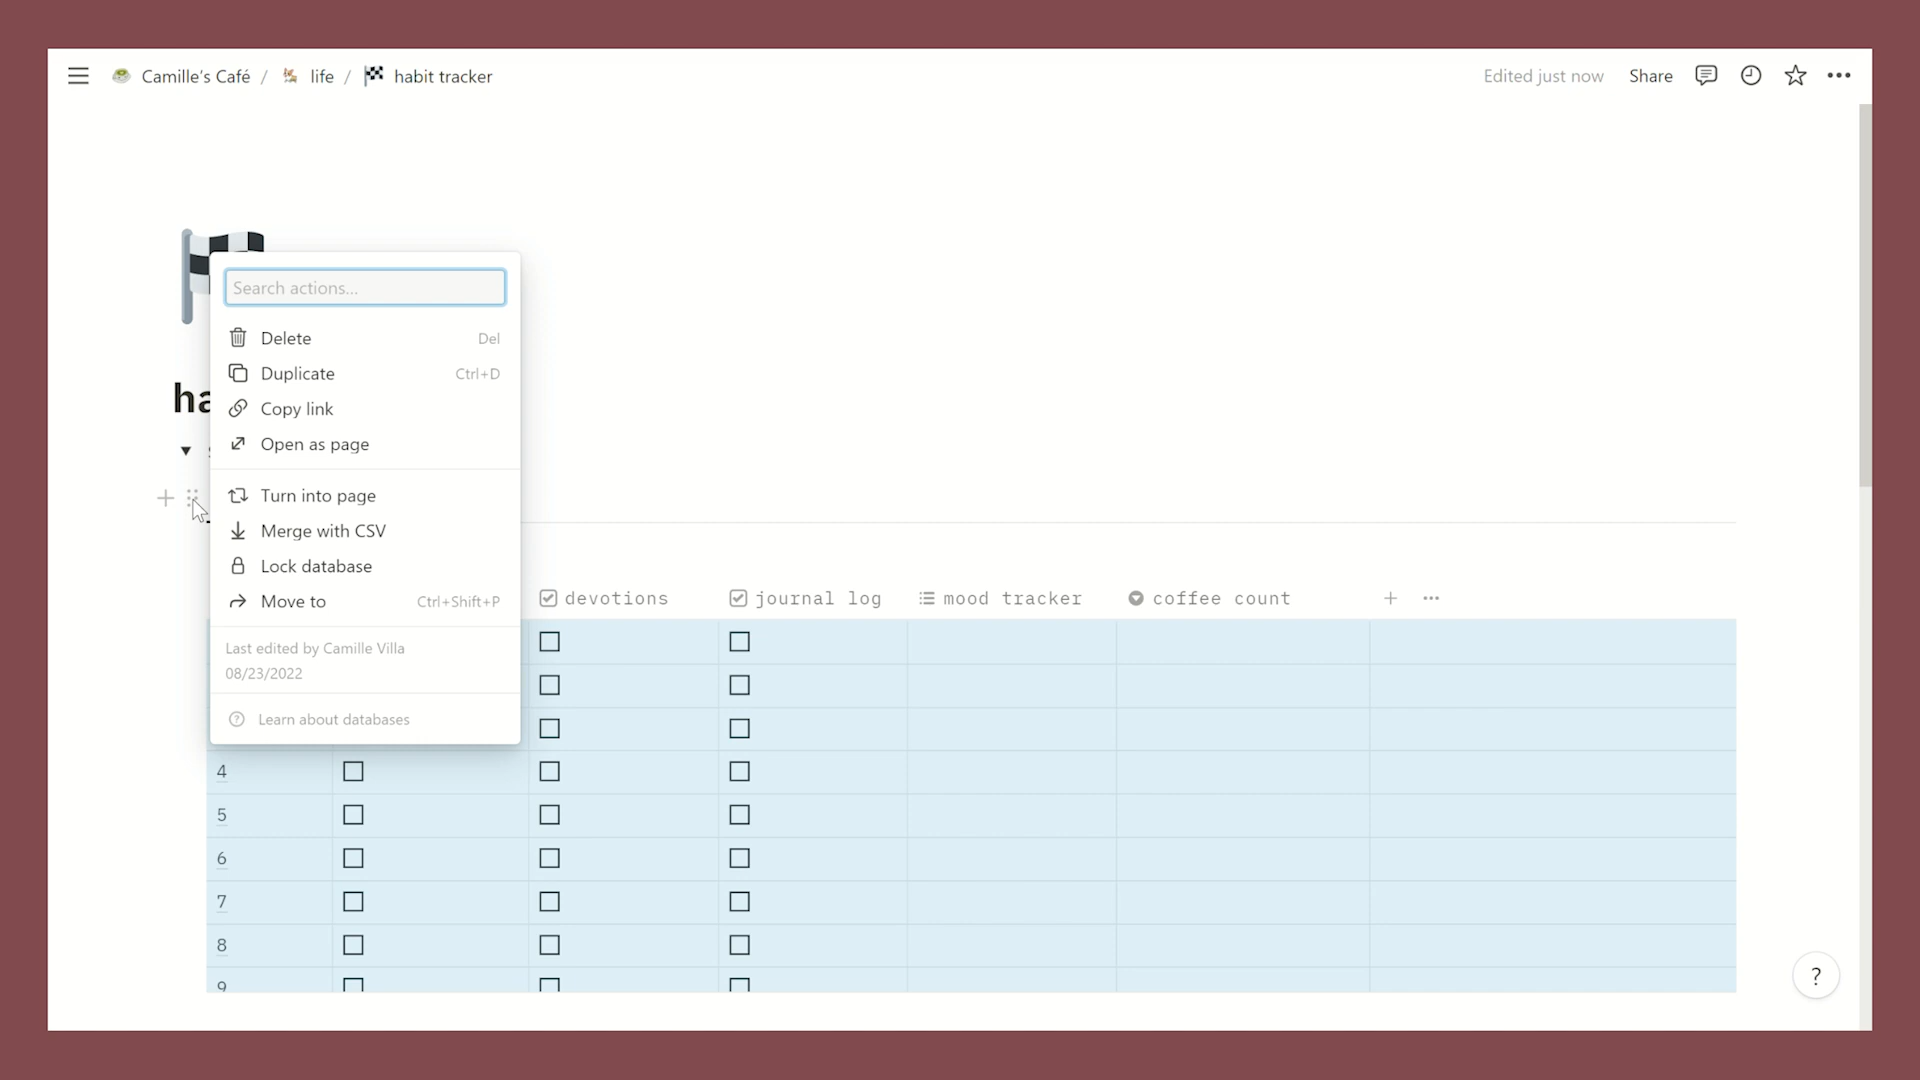 Camille's Café / life / habit tracker
Edited just now Share
Search actions...
Delete Del
Duplicate Ctrl+D
ha
Copy link
Open as page
Turn into page
Merge with CSV
Lock database
Move to Ctrl+Shift+P
devotions journal log mood tracker coffee count
Last edited by Camille Villa
08/23/2022
Learn about databases
4
5
6
7
8
9
?